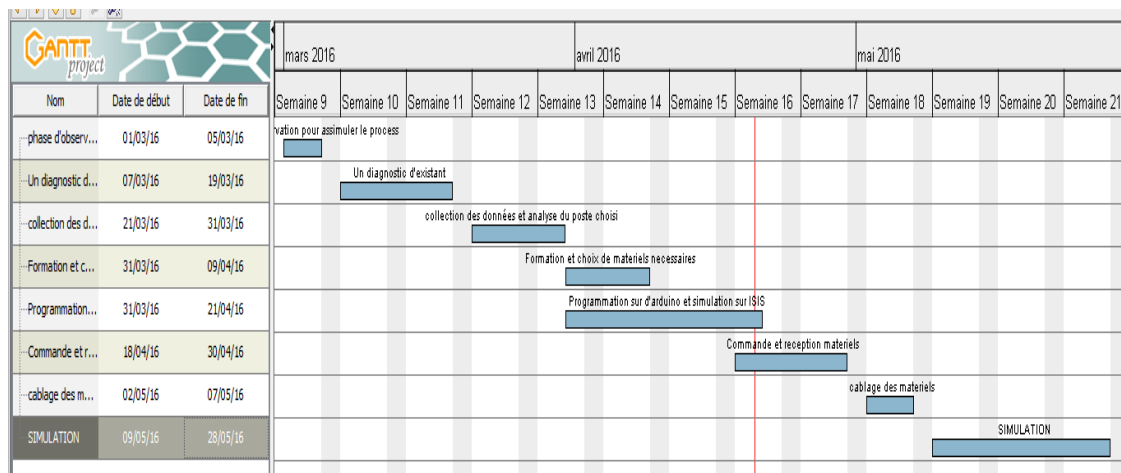 GANTT
project
mars 2016
avril 2016
mai 2016
Nom Date de début Date de fin
Semaine 9 Semaine 10 Semaine 11 Semaine 12 Semaine 13 Semaine 14 Semaine 15 Semaine 16 Semaine 17 Semaine 18 Semaine 19 Semaine 20 Semaine 21
phase d'observ... 01/03/16 05/03/16
vation pour assimuler le process
Un diagnostic d... 07/03/16 19/03/16
Un diagnostic d'existant
collection des d... 21/03/16 31/03/16
collection des données et analyse du poste choisi
Formation et c... 31/03/16 09/04/16
Formation et choix de materiels necessaires
Programmation... 31/03/16 21/04/16
Programmation sur d'arduino et simulation sur ISIS
Commande et r... 18/04/16 30/04/16
Commande et reception materiels
cablage des m... 02/05/16 07/05/16
cablage des materiels
SIMULATION 09/05/16 28/05/16
SIMULATION